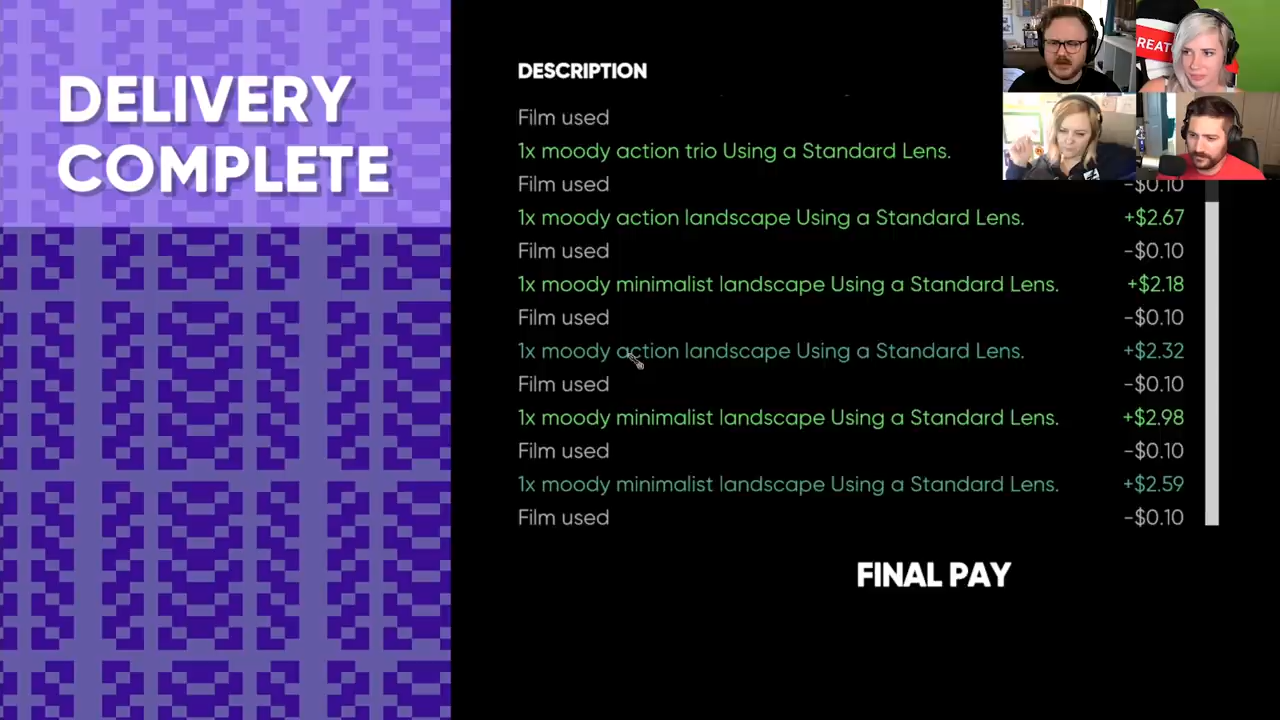 DELIVERY
COMPLETE
DESCRIPTION
Film used
1x moody action trio Using a Standard Lens.
Film used -$0.10
1x moody action landscape Using a Standard Lens. +$2.67
Film used -$0.10
1x moody minimalist landscape Using a Standard Lens. +$2.18
Film used -$0.10
1x moody action landscape Using a Standard Lens. +$2.32
Film used -$0.10
1x moody minimalist landscape Using a Standard Lens. +$2.98
Film used -$0.10
1x moody minimalist landscape Using a Standard Lens. +$2.59
Film used -$0.10
FINAL PAY